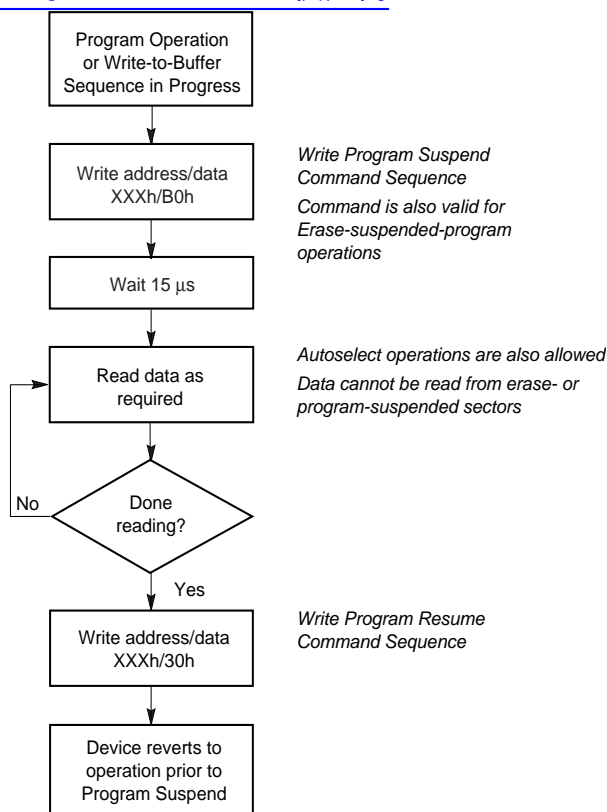 Program Operation
or Write-to-Buffer
Sequence in Progress
Write address/data
XXXh/B0h
Write Program Suspend
Command Sequence
Command is also valid for
Erase-suspended-program
operations
Wait 15 μs
Read data as
required
Autoselect operations are also allowed
Data cannot be read from erase- or
program-suspended sectors
No
Done
reading?
Yes
Write address/data
XXXh/30h
Write Program Resume
Command Sequence
Device reverts to
operation prior to
Program Suspend